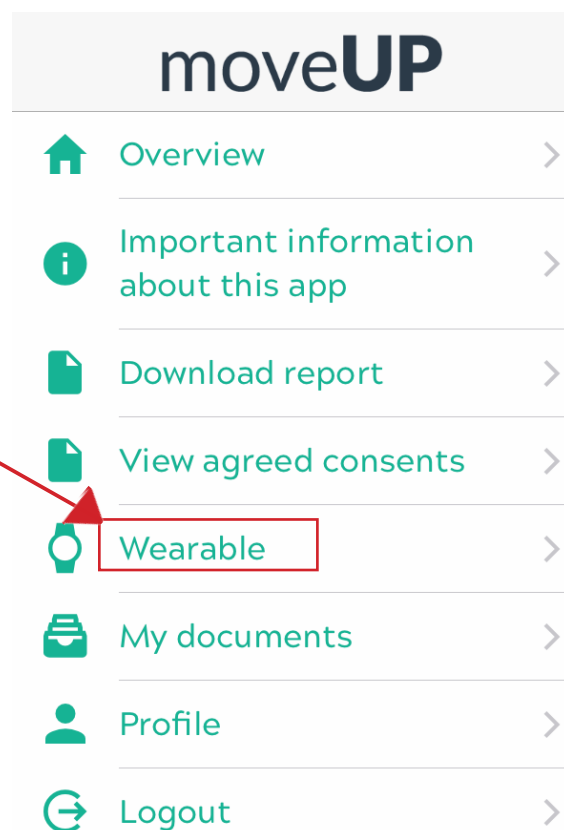 moveUP
Overview
Important information
about this app
Download report
View agreed consents
Wearable
My documents
Profile
Logout